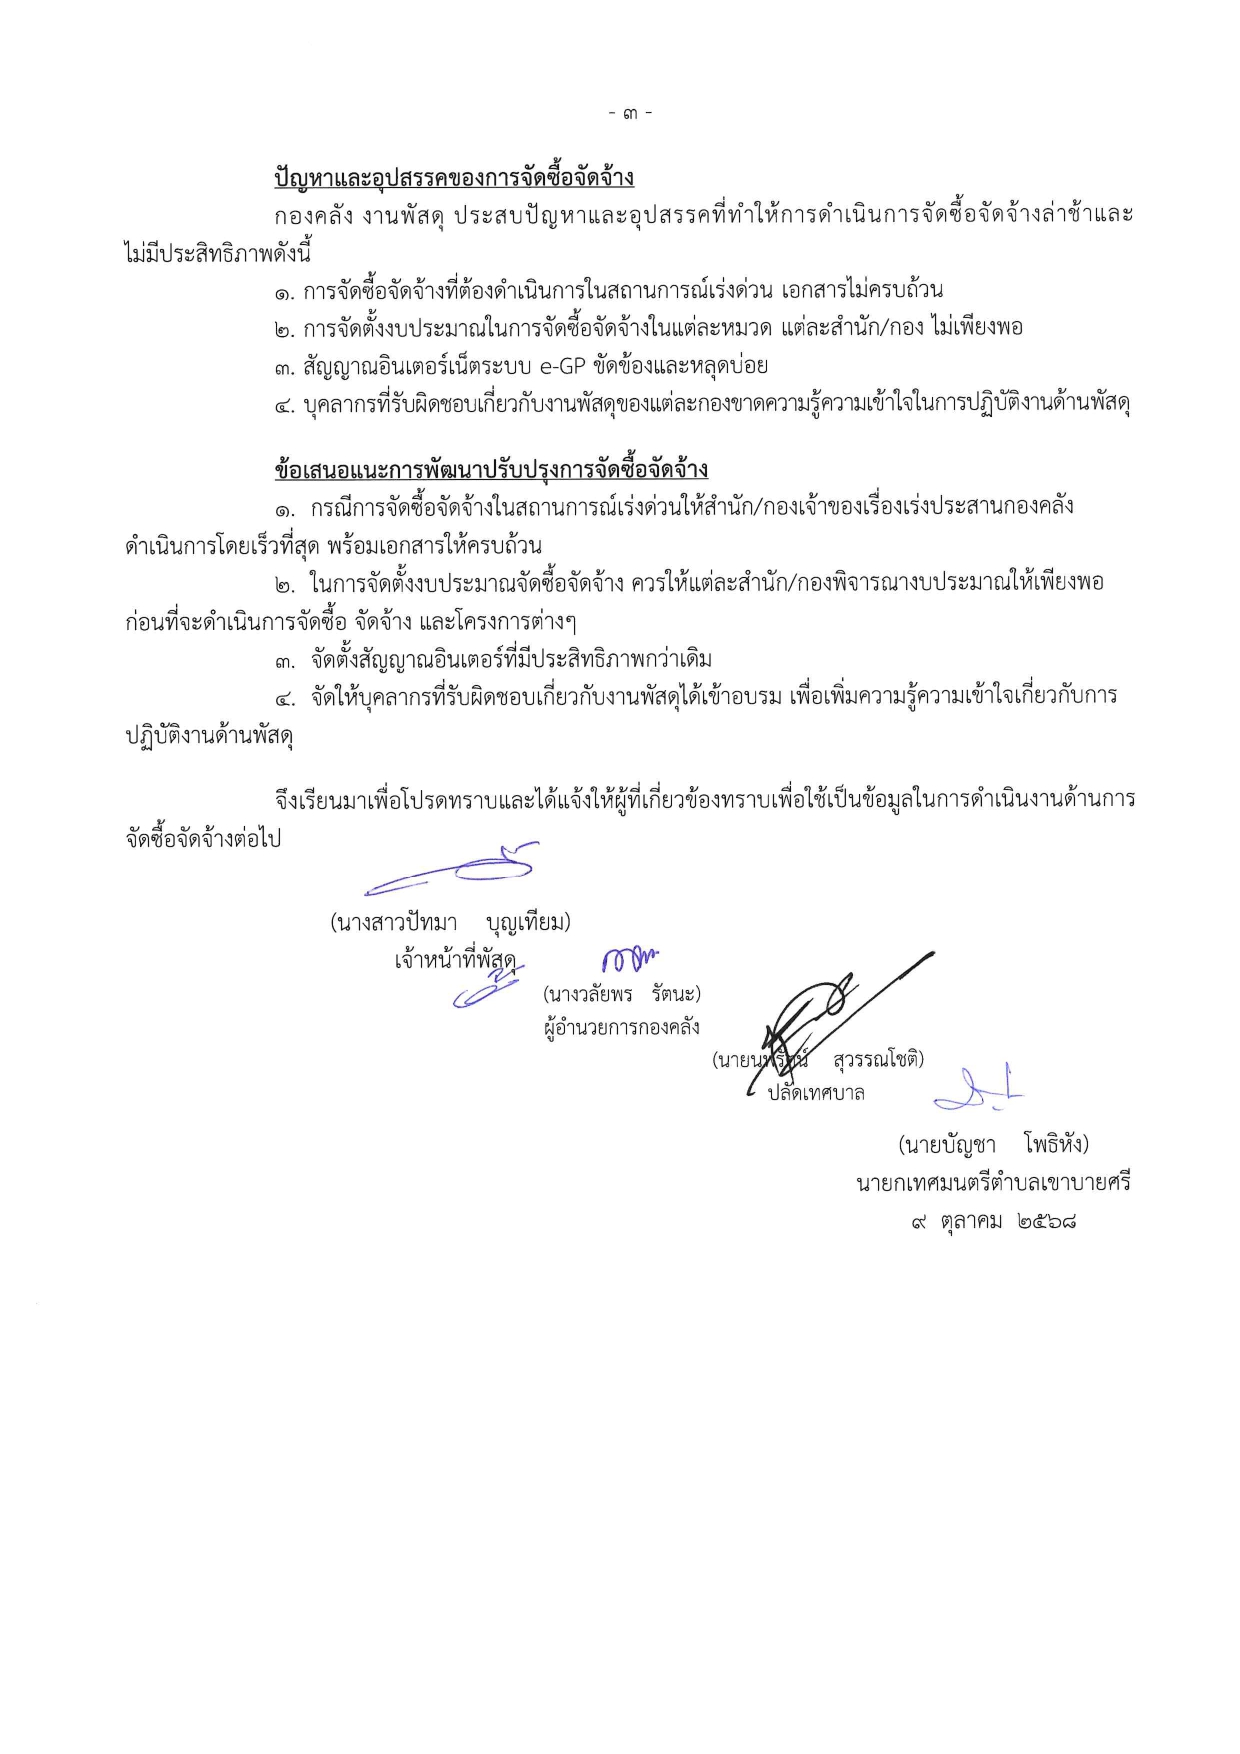 - ๓ -
ปัญหาและอุปสรรคของการจัดซื้อจัดจ้าง
กองคลัง งานพัสดุ ประสบปัญหาและอุปสรรคที่ทำให้การดำเนินการจัดซื้อจัดจ้างล่าช้าและ
ไม่มีประสิทธิภาพดังนี้
๑. การจัดซื้อจัดจ้างที่ต้องดำเนินการในสถานการณ์เร่งด่วน เอกสารไม่ครบถ้วน
๒. การจัดตั้งงบประมาณในการจัดซื้อจัดจ้างในแต่ละหมวด แต่ละสำนัก/กอง ไม่เพียงพอ
๓. สัญญาณอินเตอร์เน็ตระบบ e-GP ขัดข้องและหลุดบ่อย
๔. บุคลากรที่รับผิดชอบเกี่ยวกับงานพัสดุของแต่ละกองขาดความรู้ความเข้าใจในการปฏิบัติงานด้านพัสดุ
ข้อเสนอแนะการพัฒนาปรับปรุงการจัดซื้อจัดจ้าง
๑. กรณีการจัดซื้อจัดจ้างในสถานการณ์เร่งด่วนให้สำนัก/กองเจ้าของเรื่องเร่งประสานกองคลัง
ดำเนินการโดยเร็วที่สุด พร้อมเอกสารให้ครบถ้วน
๒. ในการจัดตั้งงบประมาณจัดซื้อจัดจ้าง ควรให้แต่ละสำนัก/กองพิจารณางบประมาณให้เพียงพอ
ก่อนที่จะดำเนินการจัดซื้อ จัดจ้าง และโครงการต่างๆ
๓. จัดตั้งสัญญาณอินเตอร์ที่มีประสิทธิภาพกว่าเดิม
๔. จัดให้บุคลากรที่รับผิดชอบเกี่ยวกับงานพัสดุได้เข้าอบรม เพื่อเพิ่มความรู้ความเข้าใจเกี่ยวกับการ
ปฏิบัติงานด้านพัสดุ
จึงเรียนมาเพื่อโปรดทราบและได้แจ้งให้ผู้ที่เกี่ยวข้องทราบเพื่อใช้เป็นข้อมูลในการดำเนินงานด้านการ
จัดซื้อจัดจ้างต่อไป
(นางสาวปัทมา บุญเทียม)
เจ้าหน้าที่พัสดุ
(นางวลัยพร รัตนะ)
ผู้อำนวยการกองคลัง
สุวรรณโชติ)
ปลัดเทศบาล
(นายบัญชา โพธิหัง)
นายกเทศมนตรีตำบลเขาบายศรี
๙ ตุลาคม ๒๕๖๘